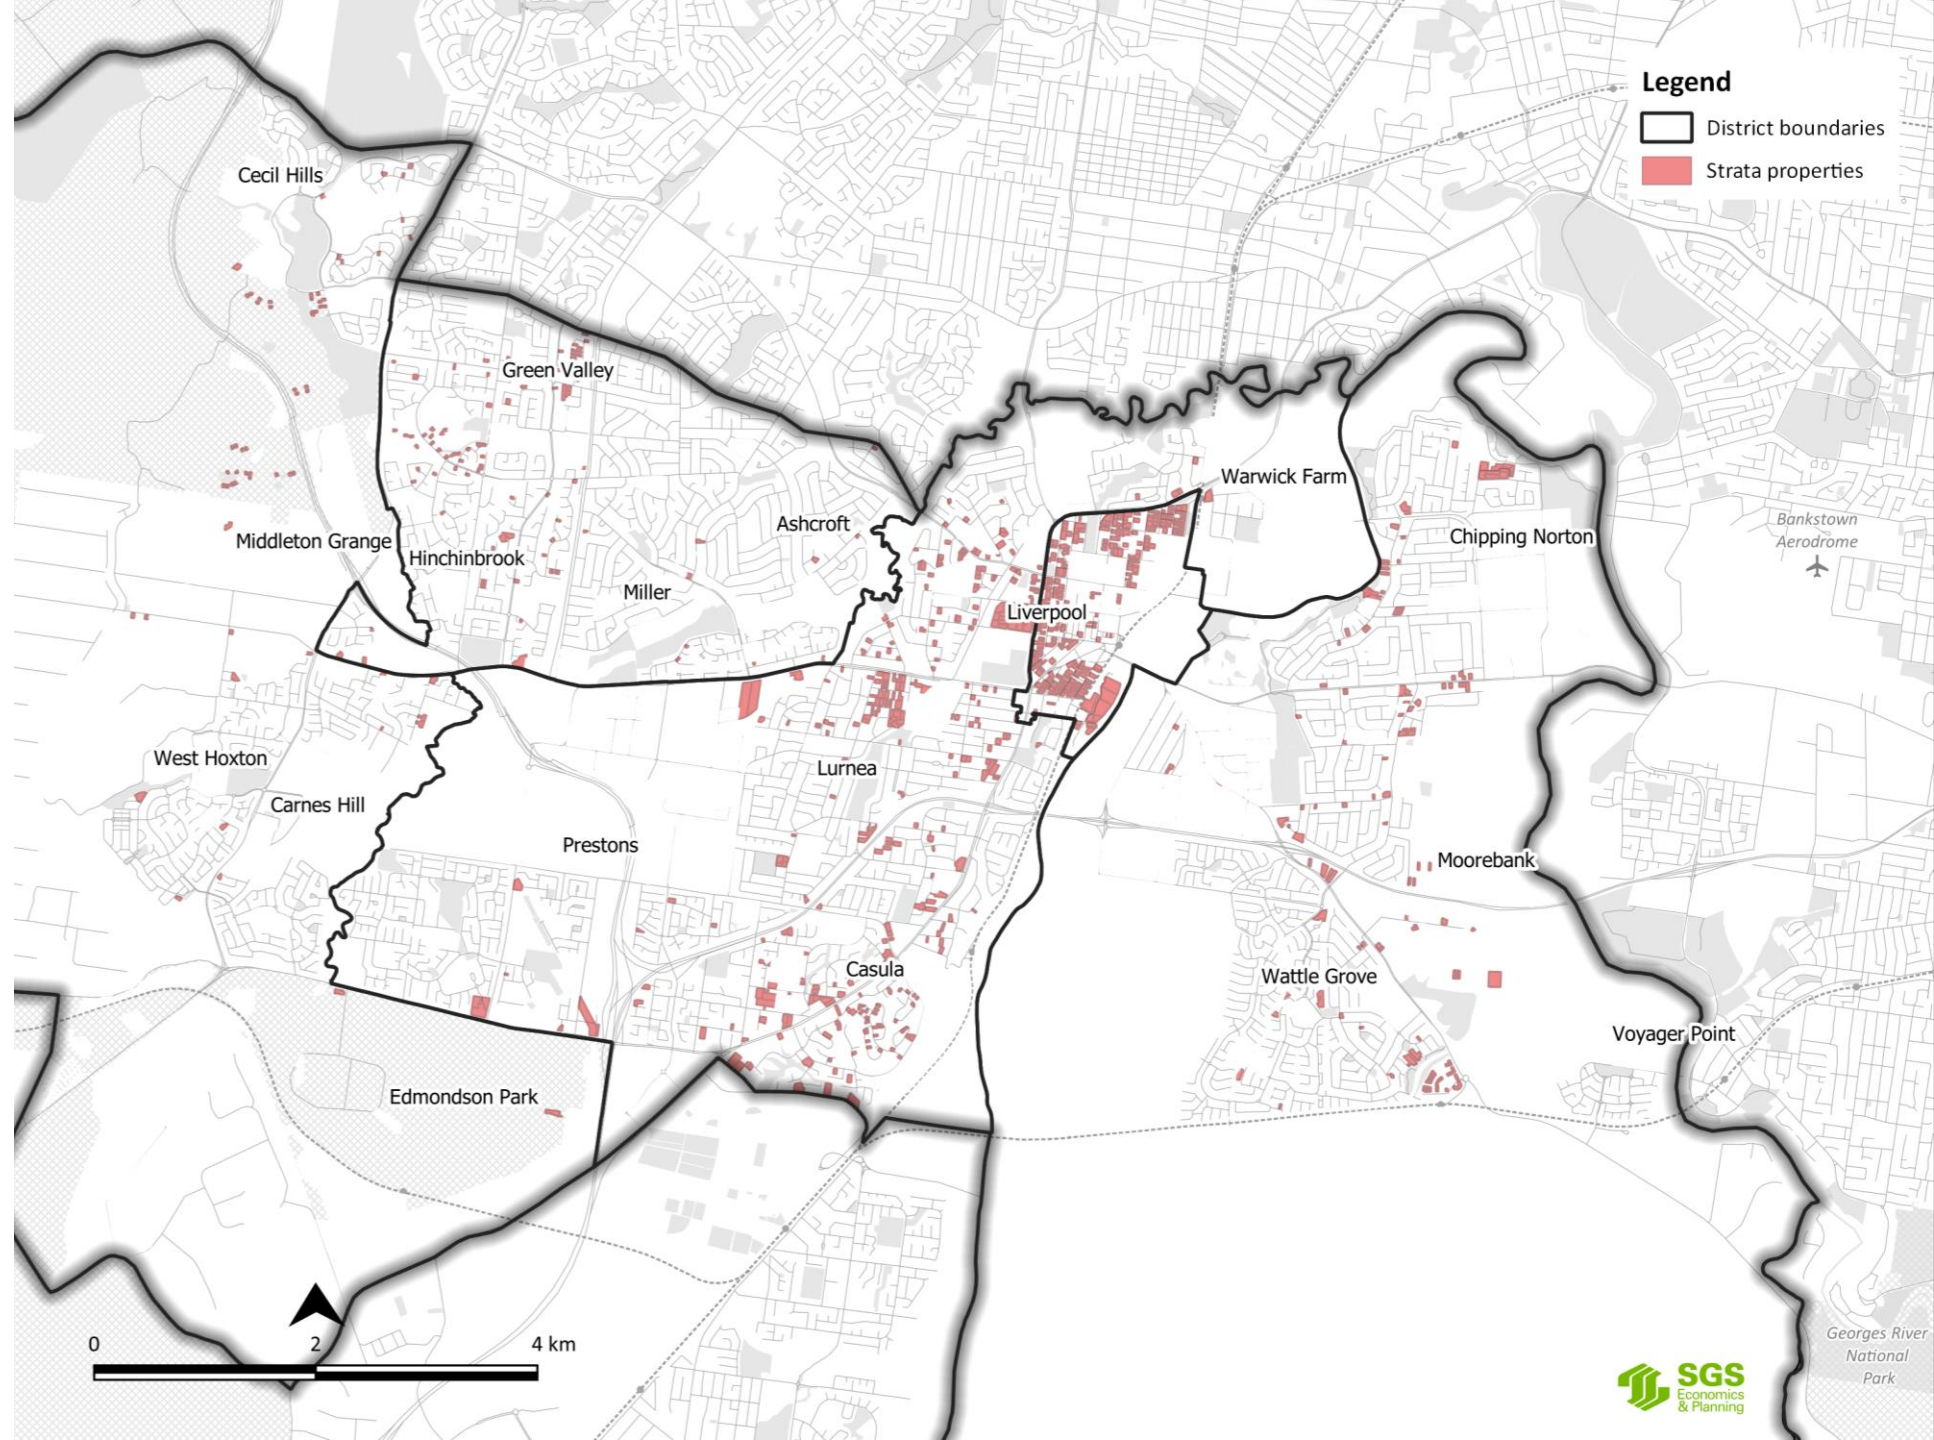 Legend
District boundaries
Strata properties
Cecil Hills
Green Valley
Warwick Farm
Ashcroft
Bankstown
Aerodrome
Chipping Norton
Middleton Grange
Hinchinbrook
Miller
Liverpool
West Hoxton
Lurnea
Carnes Hill
Prestons
Moorebank
Casula
Wattle Grove
Voyager Point
Edmondson Park
0
2
4 km
Georges River
National
Park
SGS
Economics
& Planning